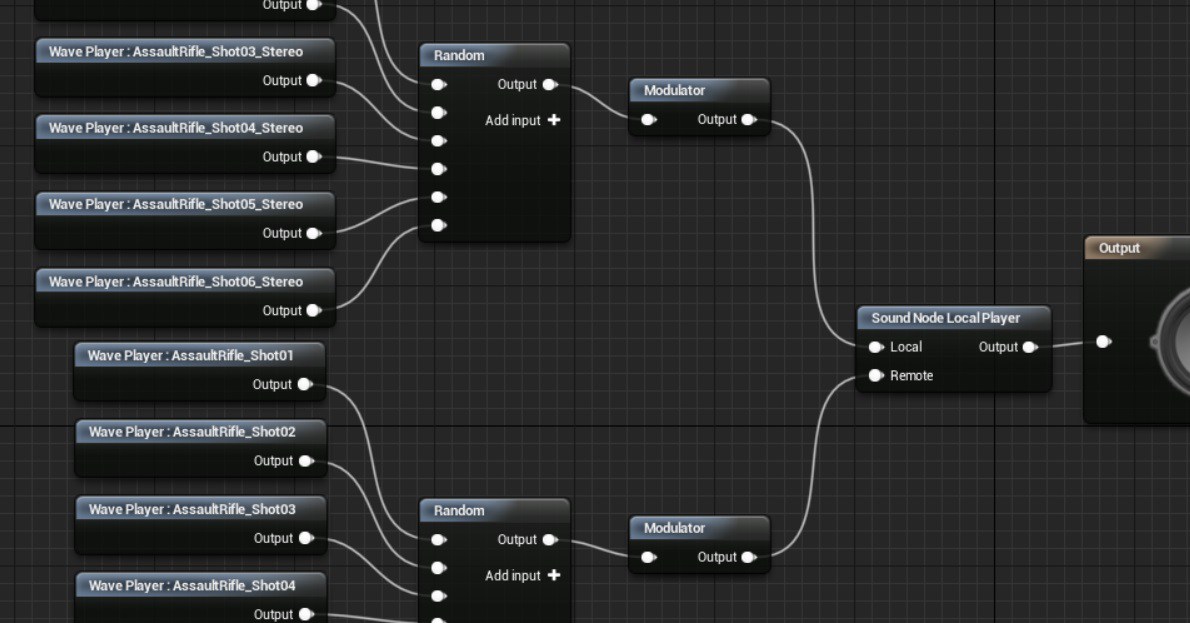 Output
Wave Player : AssaultRifle_Shot03_Stereo
Output
Wave Player : AssaultRifle_Shot04_Stereo
Output
Wave Player : AssaultRifle_Shot05_Stereo
Output
Wave Player : AssaultRifle_Shot06_Stereo
Output
Random
Output
Add input
Modulator
Output
Wave Player : AssaultRifle_Shot01
Output
Wave Player : AssaultRifle_Shot02
Output
Wave Player : AssaultRifle_Shot03
Output
Wave Player : AssaultRifle_Shot04
Output
Random
Output
Add input
Modulator
Output
Sound Node Local Player
Local Output
Remote
Output